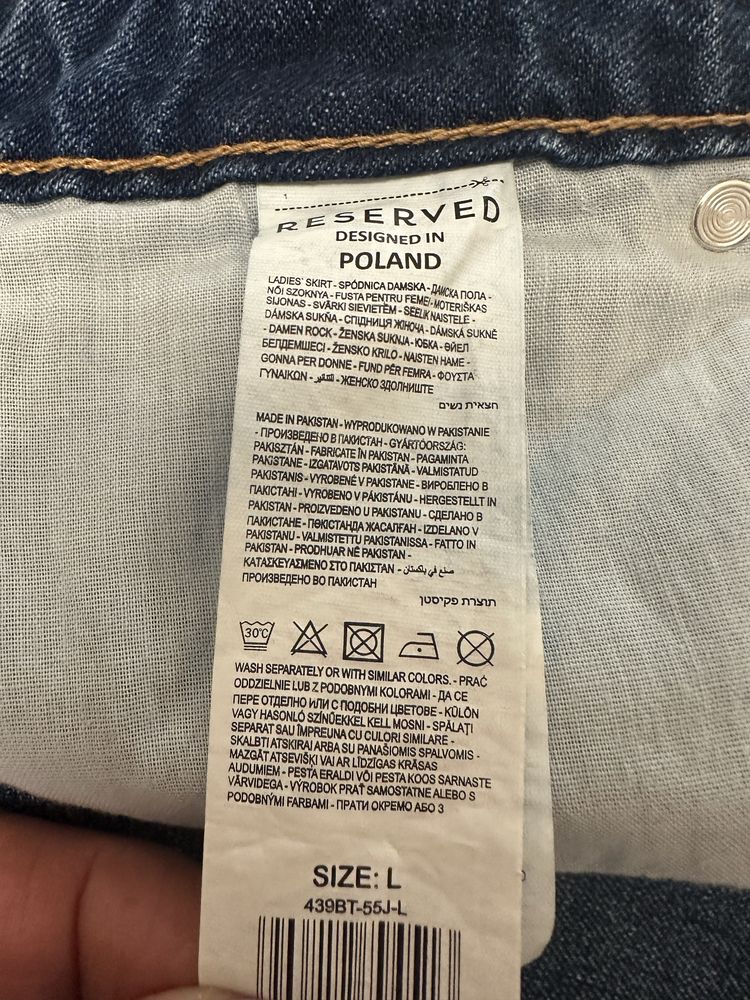 1
RESERVED
DESIGNED IN
POLAND
LADIES' SKIRT - SPÓDNICA DAMSKA - ДАМСКА ПОЛА -
NŐI SZOKNYA - FUSTA PENTRU FEMEI - MOTERIŠKAS
SIJONAS - SVĀRKI SIEVIETĒM - SEELIK NAISTELE -
DÁMSKA SUKŇA - СПІДНИЦЯ ЖІНОЧА - DÁMSKÁ SUKNĚ
- DAMEN ROCK - ŽENSKA SUKNJA - ЮБКА - ӘЙЕЛ
БЕЛДЕМШЕСІ - ŽENSKO KRILO - NAISTEN HAME -
GONNA PER DONNE - FUND PËR FEMRA - ΦΟΥΣΤΑ
ΓΥΝΑΙΚΩΝ - للتنانير - ЖЕНСКО ЗДОЛНИШТЕ
חצאית נשים
MADE IN PAKISTAN - WYPRODUKOWANO W PAKISTANIE
- ПРОИЗВЕДЕНО В ПАКИСТАН - GYÁRTÓORSZÁG:
PAKISZTÁN - FABRICATE ÎN PAKISTAN - PAGAMINTA
PAKISTANE - IZGATAVOTS PAKISTĀNĀ - VALMISTATUD
PAKISTANIS - VYROBENÉ V PAKISTANE - ВИРОБЛЕНО В
ПАКИСТАНІ - VYROBENO V PÁKISTÁNU - HERGESTELLT IN
PAKISTAN - PROIZVEDENO U PAKISTANU - СДЕЛАНО В
ПАКИСТАНЕ - ПӘКІСТАНДА ЖАСАЛҒАН - IZDELANO V
PAKISTANU - VALMISTETTU PAKISTANISSA - FATTO IN
PAKISTAN - PRODHUAR NË PAKISTAN -
ΚΑΤΑΣΚΕΥΑΣΜΕΝΟ ΣΤΟ ΠΑΚΙΣΤΑΝ - صنع في باكستان -
ПРОИЗВЕДЕНО ВО ПАКИСТАН
תוצרת פקיסטן
30°C
WASH SEPARATELY OR WITH SIMILAR COLORS. - PRAĆ
ODDZIELNIE LUB Z PODOBNYMI KOLORAMI - ДА СЕ
ПЕРЕ ОТДЕЛНО ИЛИ С ПОДОБНИ ЦВЕТОВЕ - KÜLÖN
VAGY HASONLÓ SZÍNŰEKKEL KELL MOSNI - SPĂLAŢI
SEPARAT SAU ÎMPREUNA CU CULORI SIMILARE -
SKALBTI ATSKIRAI ARBA SU PANAŠIOMIS SPALVOMIS -
MAZGĀT ATSEVIŠĶI VAI AR LĪDZĪGAS KRĀSAS
AUDUMIEM - PESTA ERALDI VÕI PESTA KOOS SARNASTE
VÄRVIDEGA - VÝROBOK PRAŤ SAMOSTATNE ALEBO S
PODOBNÝMI FARBAMI - ПРАТИ ОКРЕМО АБО З
SIZE: L
439BT-55J-L